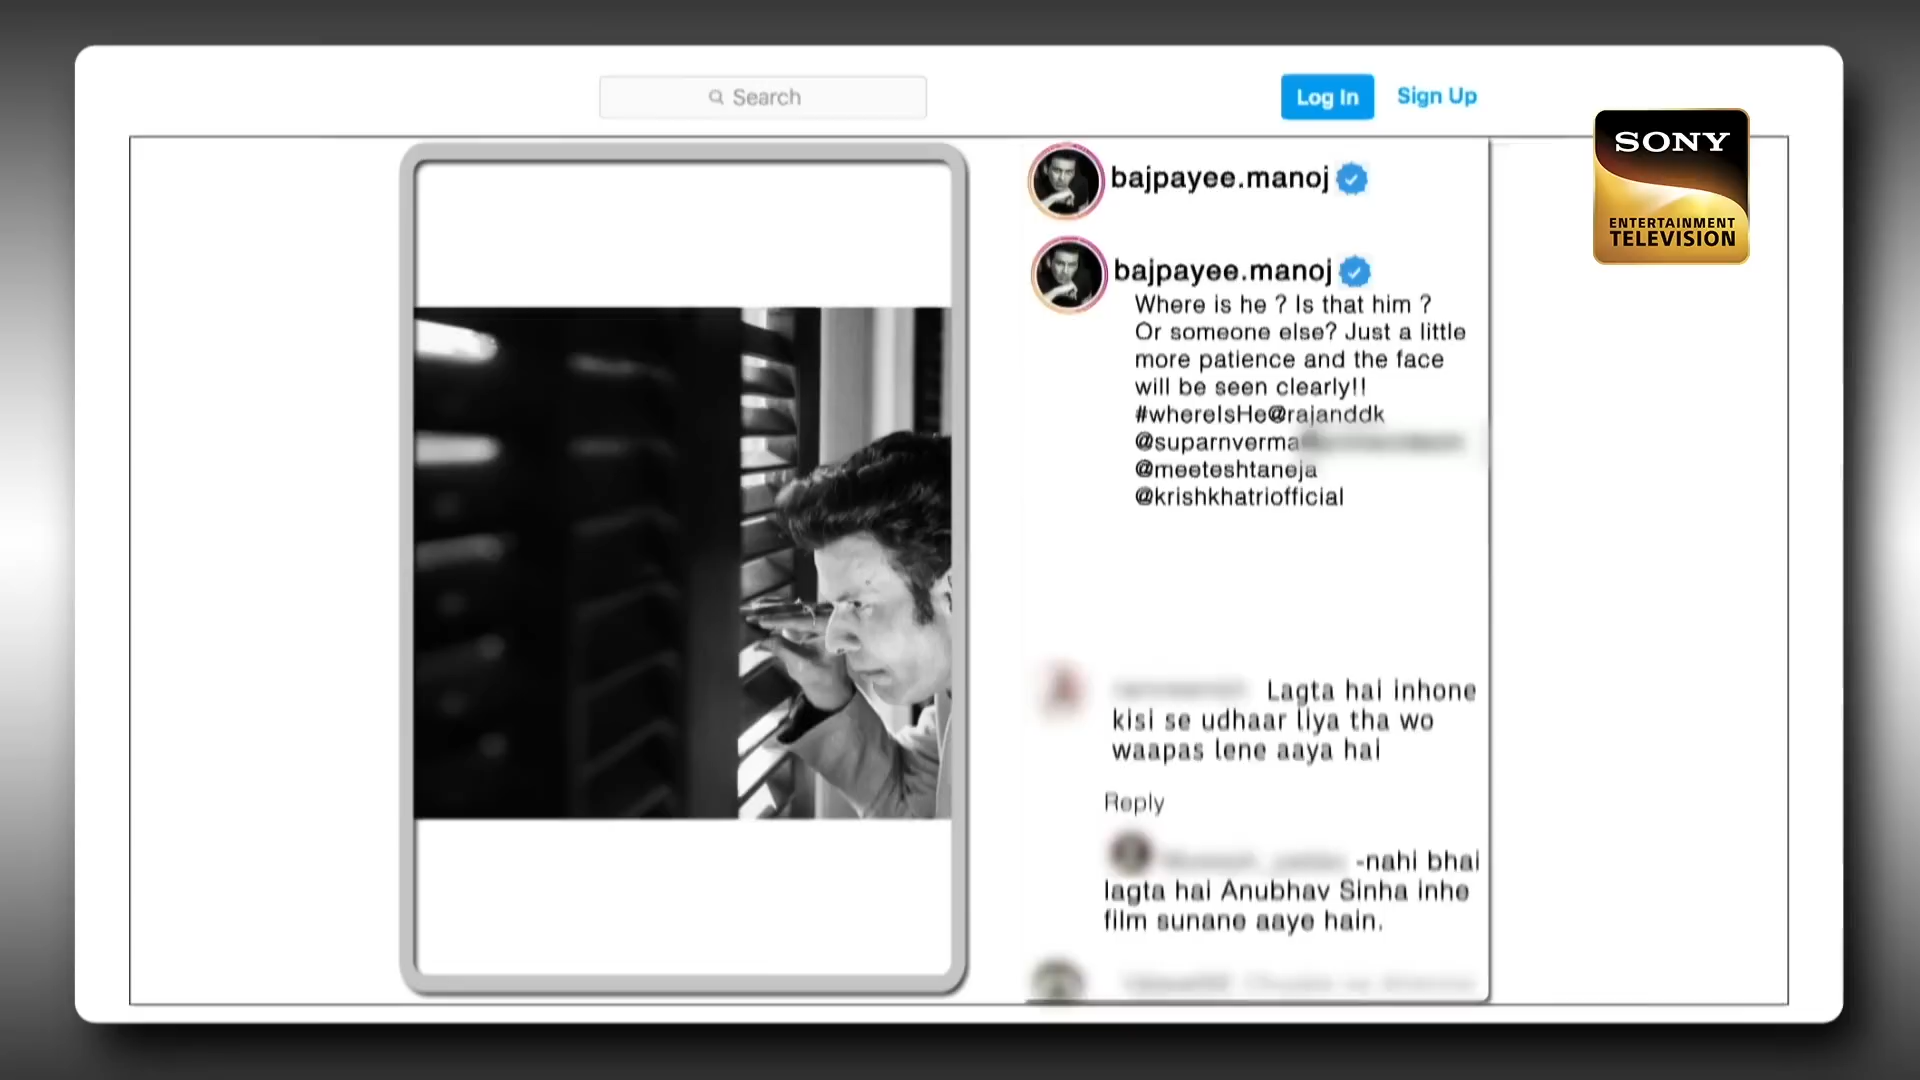 Search
Log In
Sign Up
SONY
ENTERTAINMENT
TELEVISION
bajpayee.manoj
bajpayee.manoj
Where is he ? Is that him ?
Or someone else? Just a little
more patience and the face
will be seen clearly!!
#whereIsHe@rajanddk
@suparnverma
@meeteshtaneja
@krishkhatriofficial
Lagta hai inhone
kisi se udhaar liya tha wo
waapas lene aaya hai
Reply
-nahi bhai
lagta hai Anubhav Sinha inhe
film sunane aaye hain.